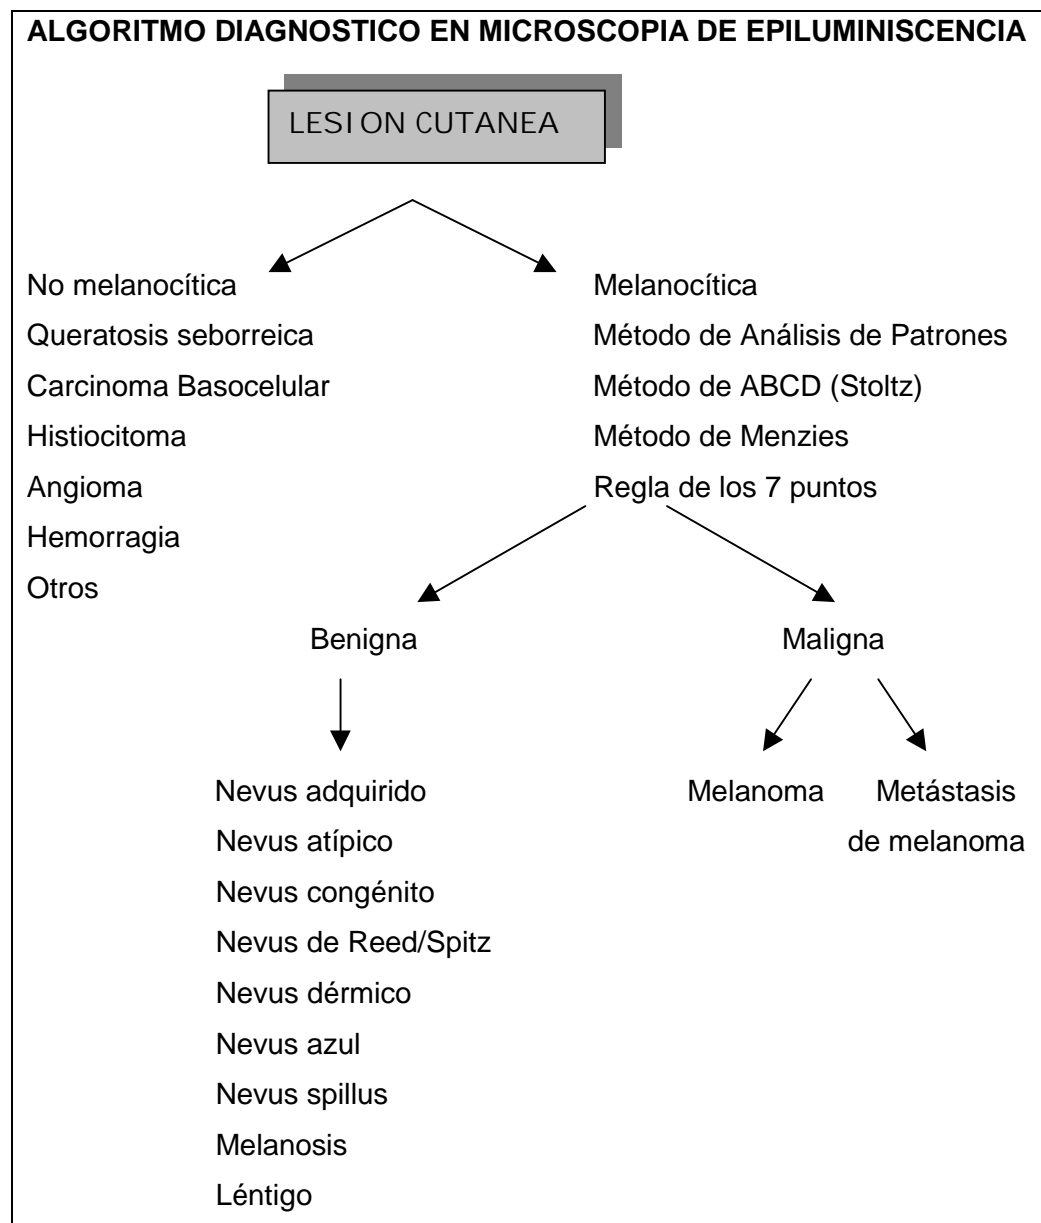 ALGORITMO DIAGNOSTICO EN MICROSCOPIA DE EPILUMINISCENCIA
LESION CUTANEA
No melanocítica
Queratosis seborreica
Carcinoma Basocelular
Histiocitoma
Angioma
Hemorragia
Otros
Melanocítica
Método de Análisis de Patrones
Método de ABCD (Stoltz)
Método de Menzies
Regla de los 7 puntos
Benigna
Nevus adquirido
Nevus atípico
Nevus congénito
Nevus de Reed/Spitz
Nevus dérmico
Nevus azul
Nevus spillus
Melanosis
Léntigo
Maligna
Melanoma
Metástasis
de melanoma